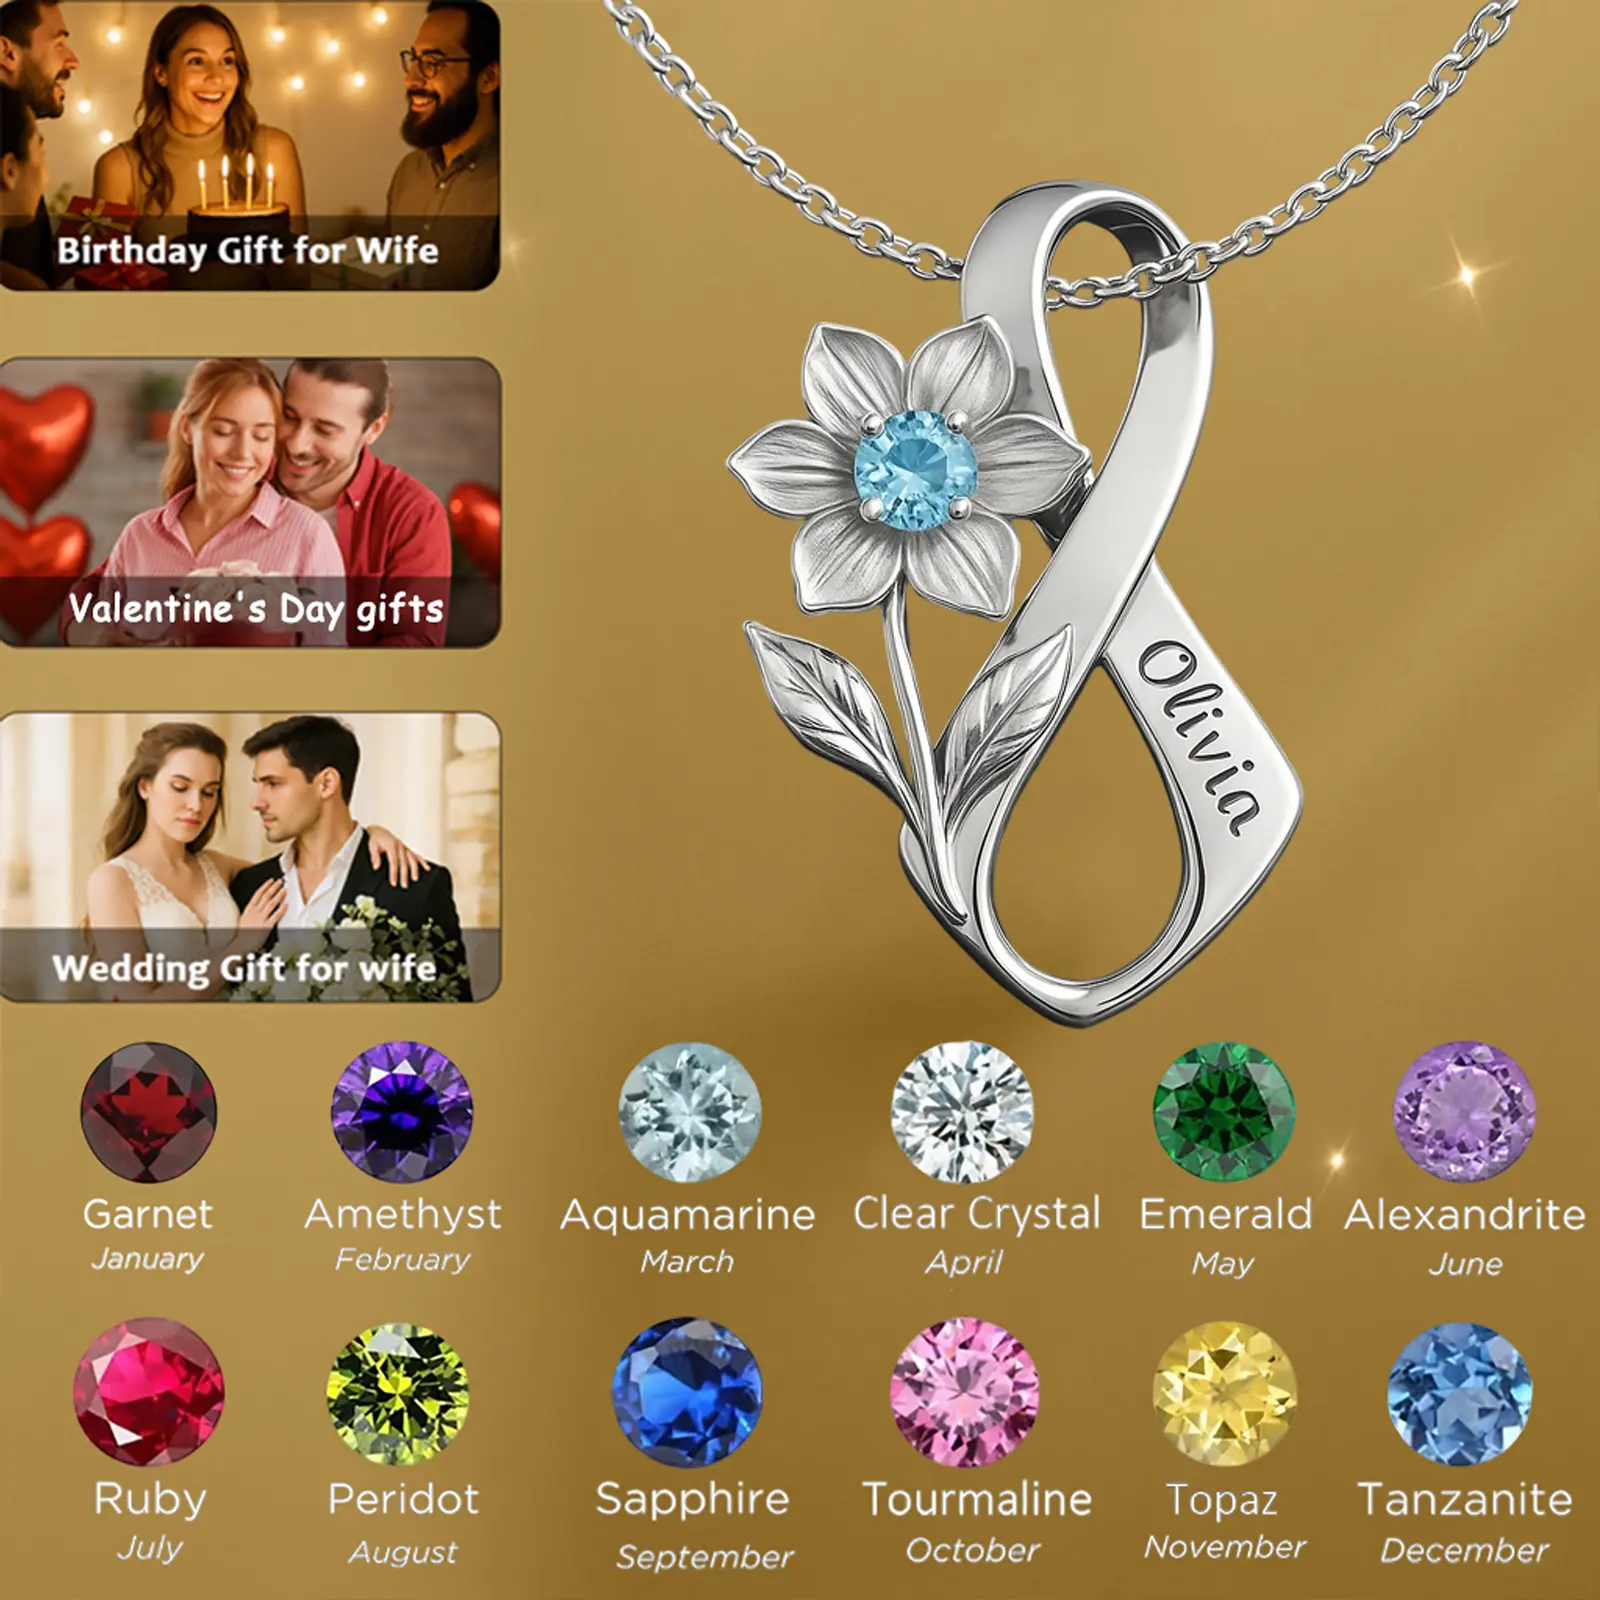 Birthday Gift for Wife
Valentine's Day gifts
Wedding Gift for wife
Olivia
Garnet
January
Amethyst
February
Aquamarine
March
Clear Crystal
April
Emerald
May
Alexandrite
June
Ruby
July
Peridot
August
Sapphire
September
Tourmaline
October
Topaz
November
Tanzanite
December